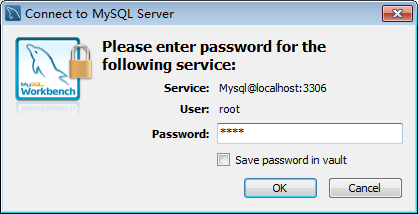 Connect to MySQL Server
Please enter password for the
following service:
MySQL
Workbench
Service: Mysql@localhost:3306
User: root
Password: ****
Save password in vault
OK Cancel